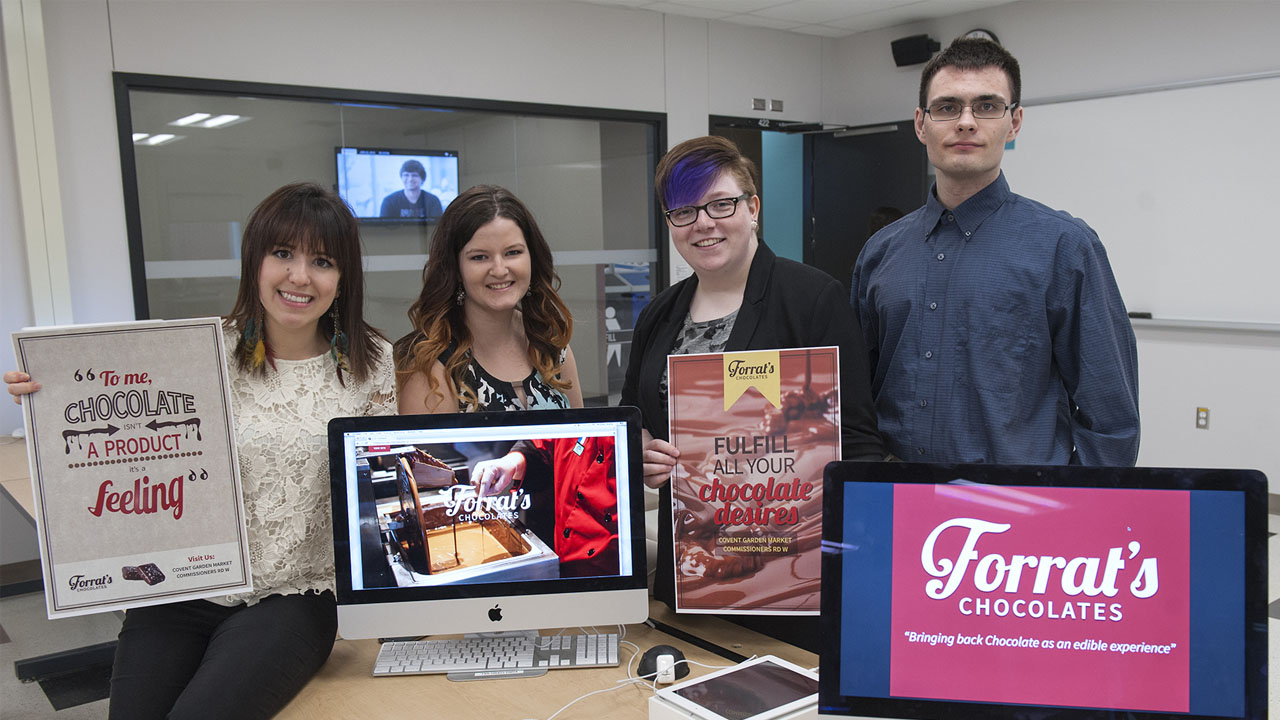 422
“To me,
CHOCOLATE
ISN'T
A PRODUCT
it's a
feeling”
Visit Us:
COVENT GARDEN MARKET
COMMISSIONERS RD W
Forrat's
CHOCOLATES
Forrat's
CHOCOLATES
Forrat's
CHOCOLATES
FULFILL
ALL YOUR
chocolate
desires
COVENT GARDEN MARKET
COMMISSIONERS RD W
Forrat's
CHOCOLATES
“Bringing back Chocolate as an edible experience”